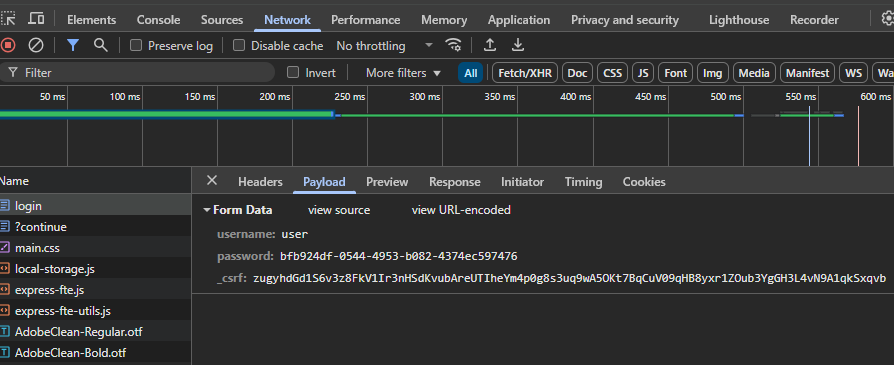 Elements Console Sources Network Performance Memory Application Privacy and security Lighthouse Recorder
Preserve log Disable cache No throttling
Filter Invert More filters All Fetch/XHR Doc CSS JS Font Img Media Manifest WS Wa
50 ms 100 ms 150 ms 200 ms 250 ms 300 ms 350 ms 400 ms 450 ms 500 ms 550 ms 600 ms
Name Headers Payload Preview Response Initiator Timing Cookies
login
?continue
main.css
local-storage.js
express-fte.js
express-fte-utils.js
AdobeClean-Regular.otf
AdobeClean-Bold.otf
Form Data view source view URL-encoded
username: user
password: bfb924df-0544-4953-b082-4374ec597476
_csrf: zugyhdGd1S6v3z8FkV1Ir3nHSdKvubAreUTIheYm4p0g8s3uq9wA5OKt7BqCuV09qHB8yxr1ZOub3YgGH3L4vN9A1qkSxqvb